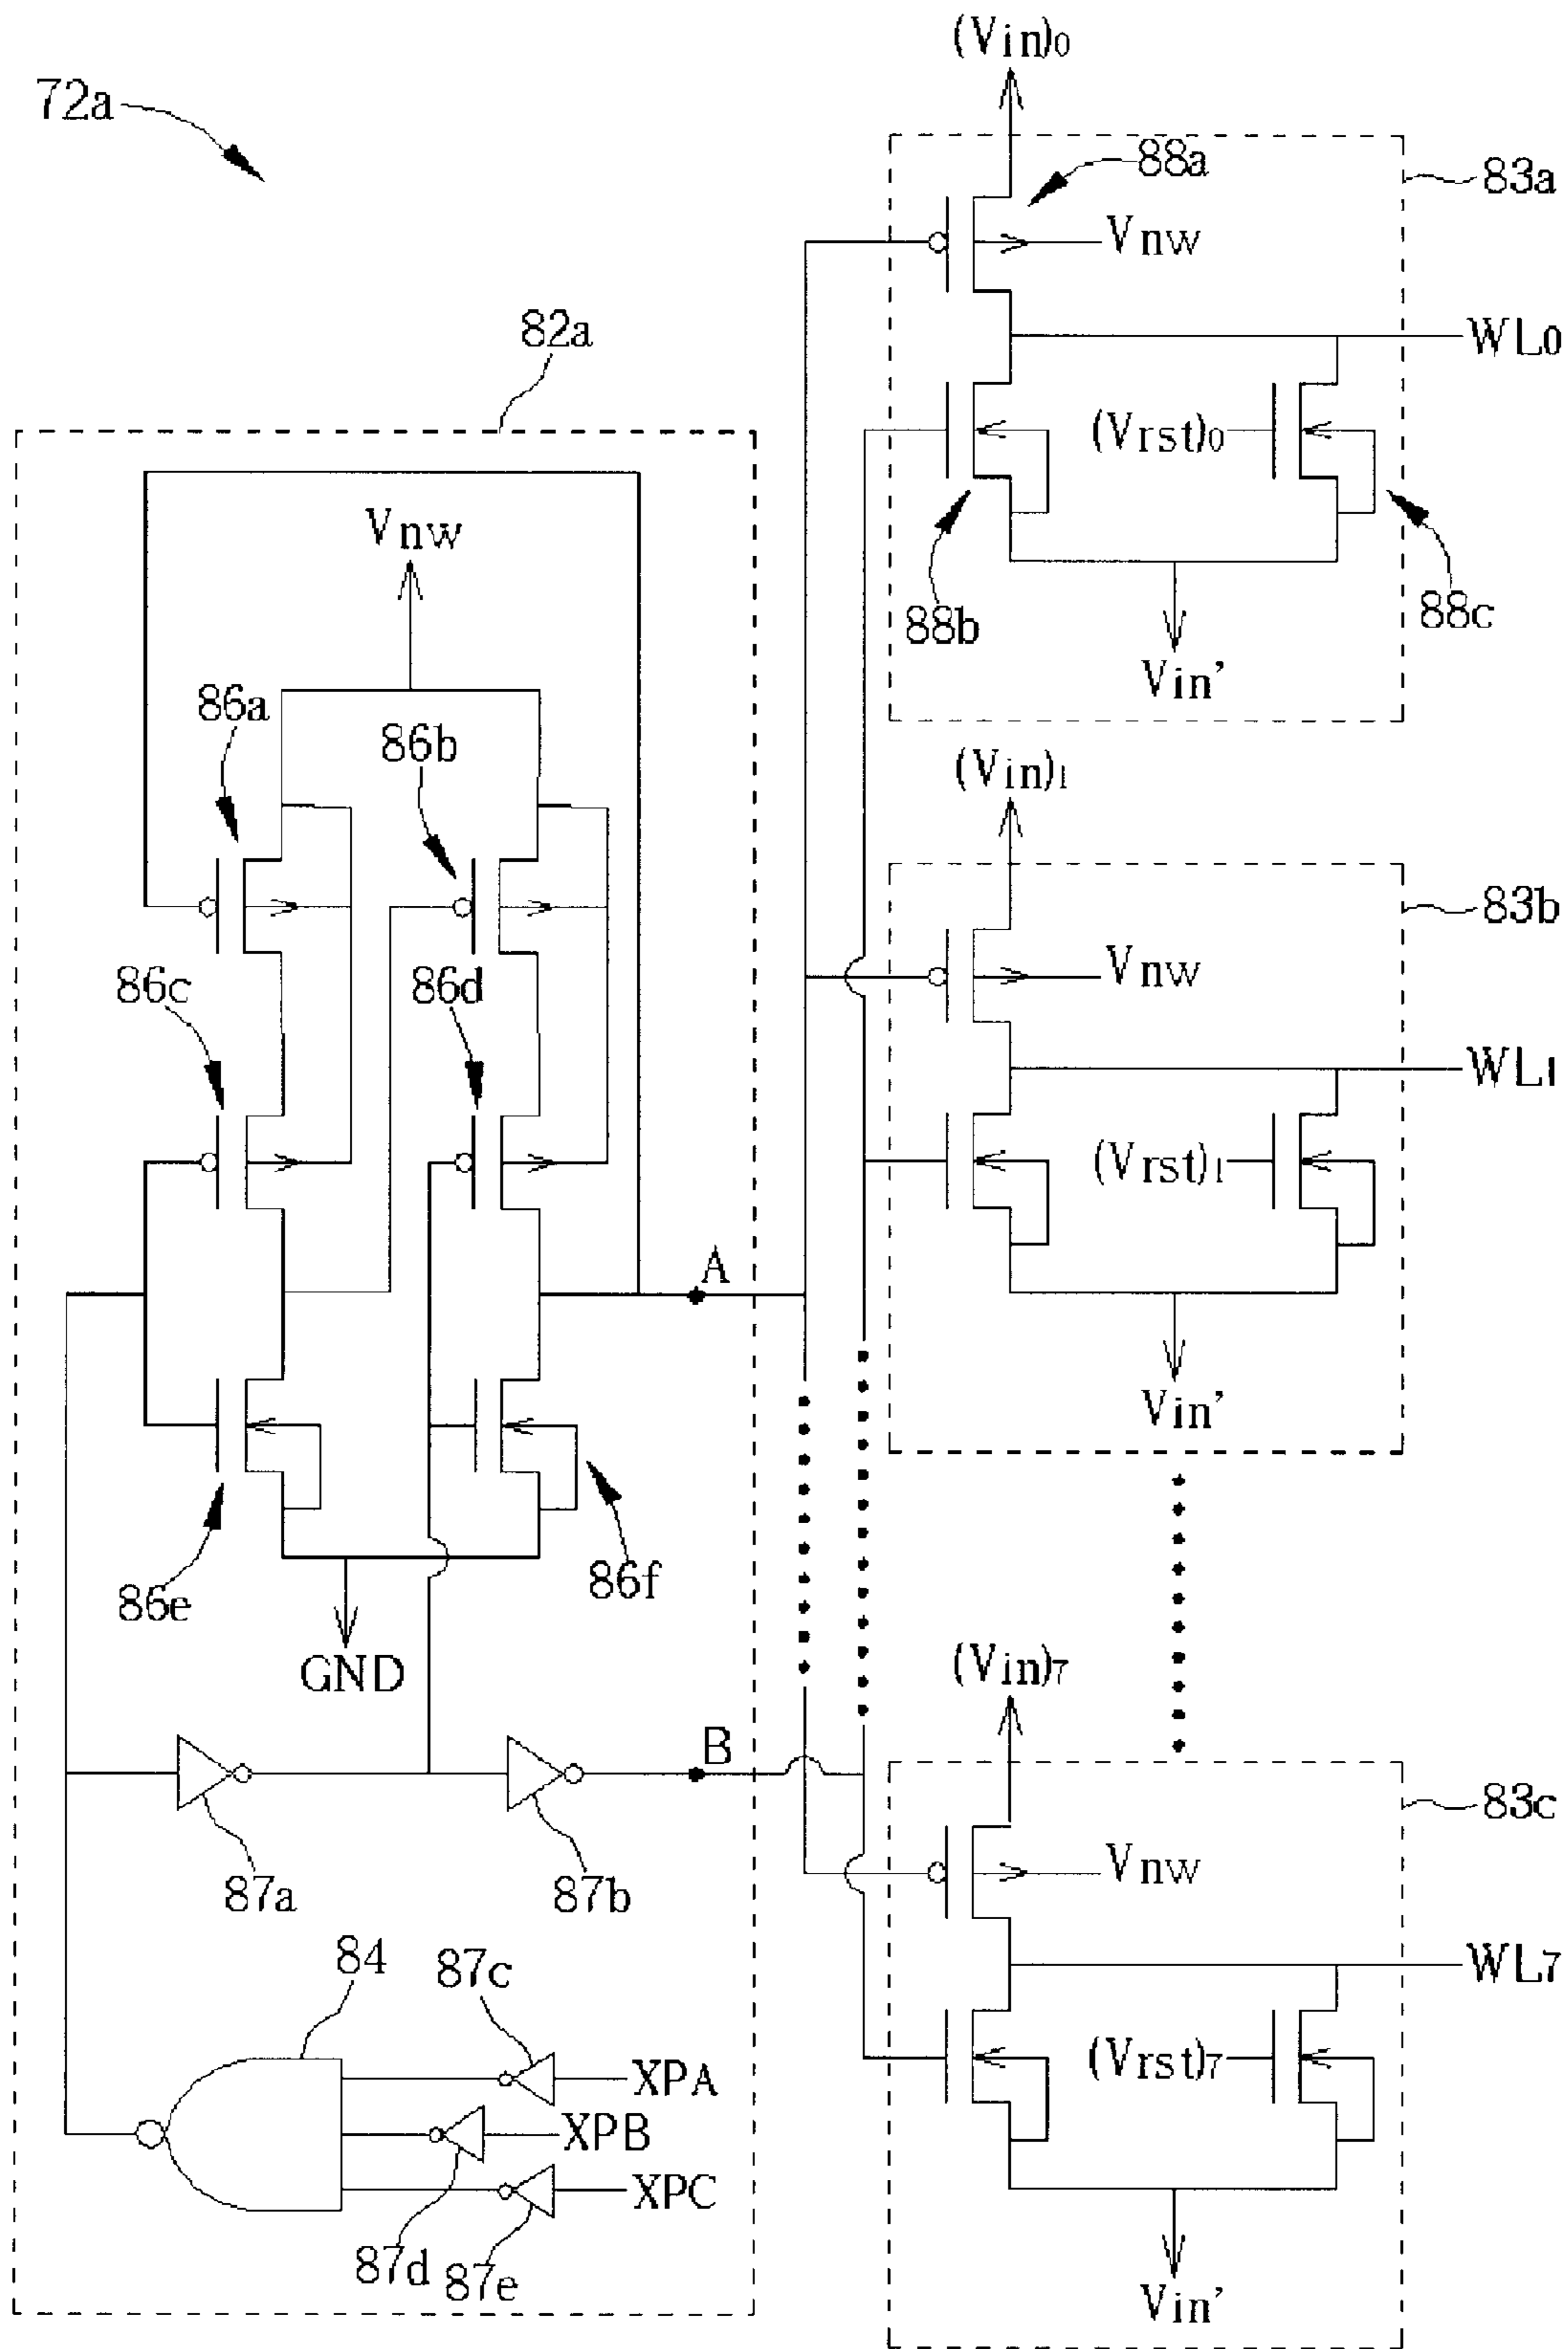 (Vin)0
72a
88a
83a
Vnw
82a
WL0
(Vrst)0
Vnw
88b
88c
Vin'
86a
86b
(Vin)1
83b
Vnw
86c
86d
WL1
(Vrst)1
A
Vin'
86e
86f
GND
(Vin)7
B
83c
87a
87b
Vnw
84
87c
WL7
XPA
(Vrst)7
XPB
XPC
87d
87e
Vin'